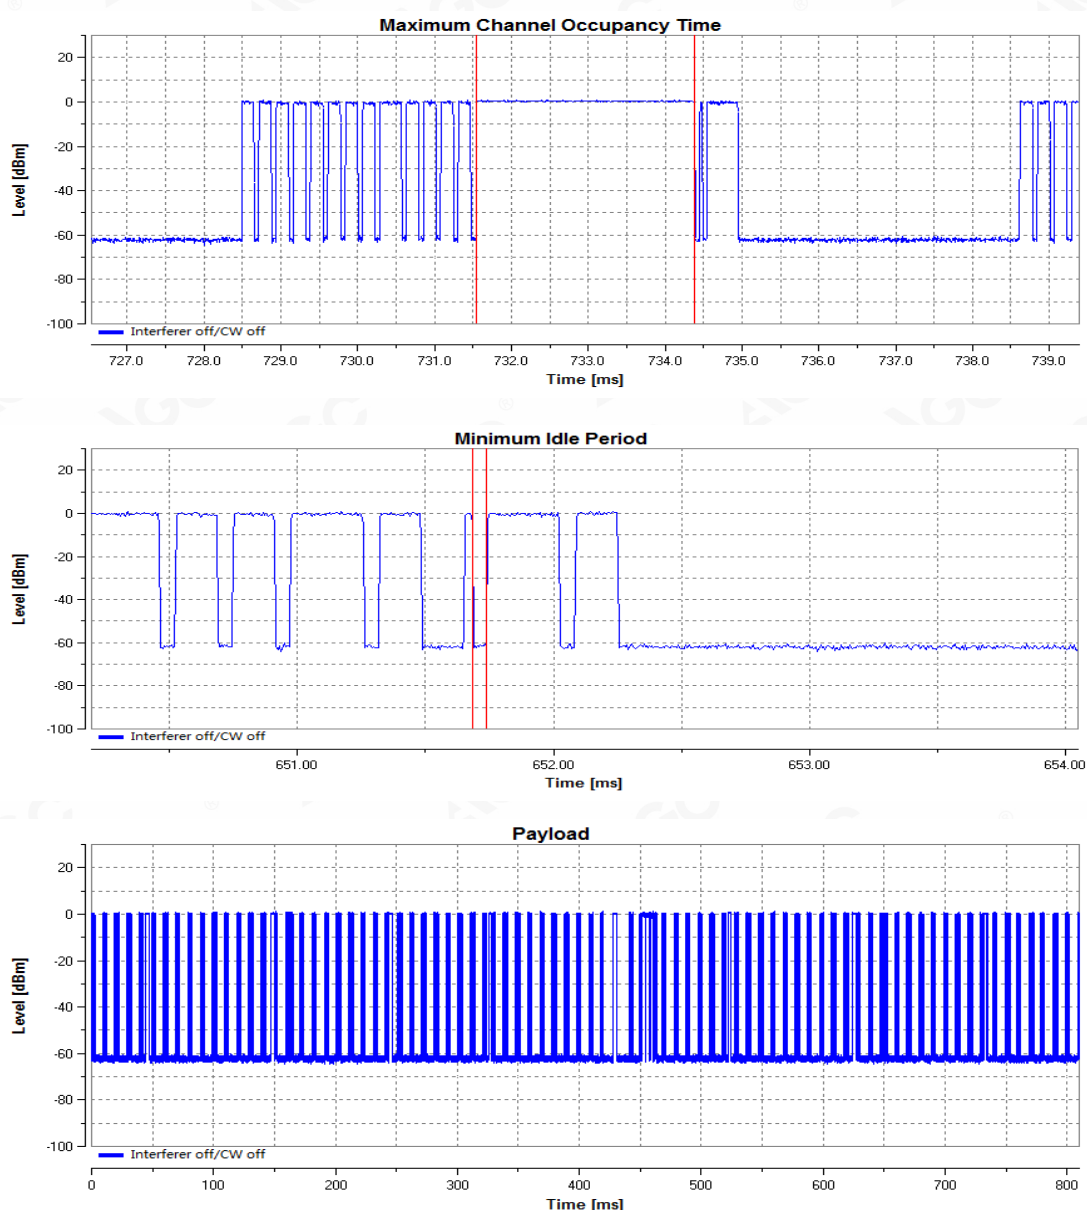 Maximum Channel Occupancy Time
20
0
-20
-40
-60
-80
-100
Level [dBm]
Interferer off/CW off
727.0 728.0 729.0 730.0 731.0 732.0 733.0 734.0 735.0 736.0 737.0 738.0 739.0
Time [ms]
Minimum Idle Period
20
0
-20
-40
-60
-80
-100
Level [dBm]
Interferer off/CW off
651.00 652.00 653.00 654.00
Time [ms]
Payload
20
0
-20
-40
-60
-80
-100
Level [dBm]
Interferer off/CW off
0 100 200 300 400 500 600 700 800
Time [ms]